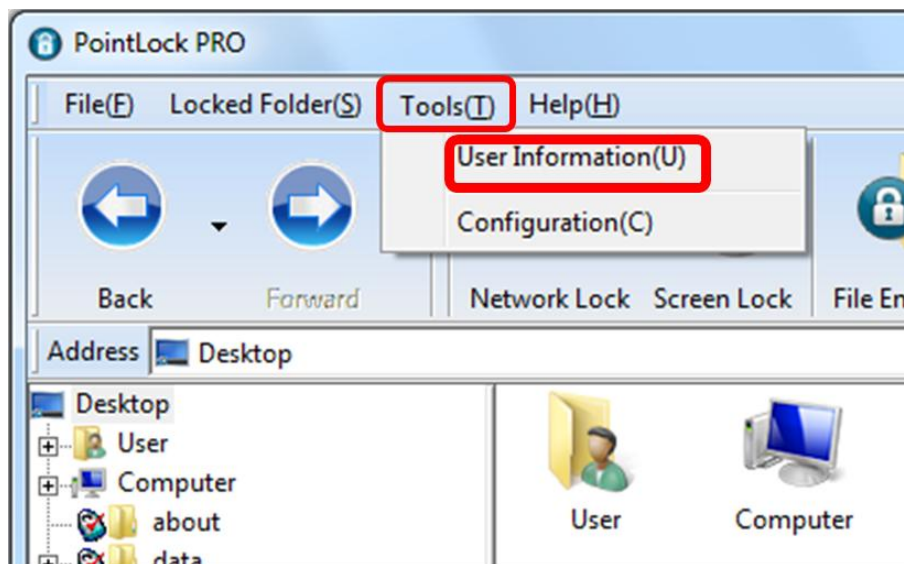 PointLock PRO
File(F) Locked Folder(S) Tools(T) Help(H)
User Information(U)
Configuration(C)
Back Forward Network Lock Screen Lock File En
Address Desktop
Desktop
User
Computer
about
data
User Computer